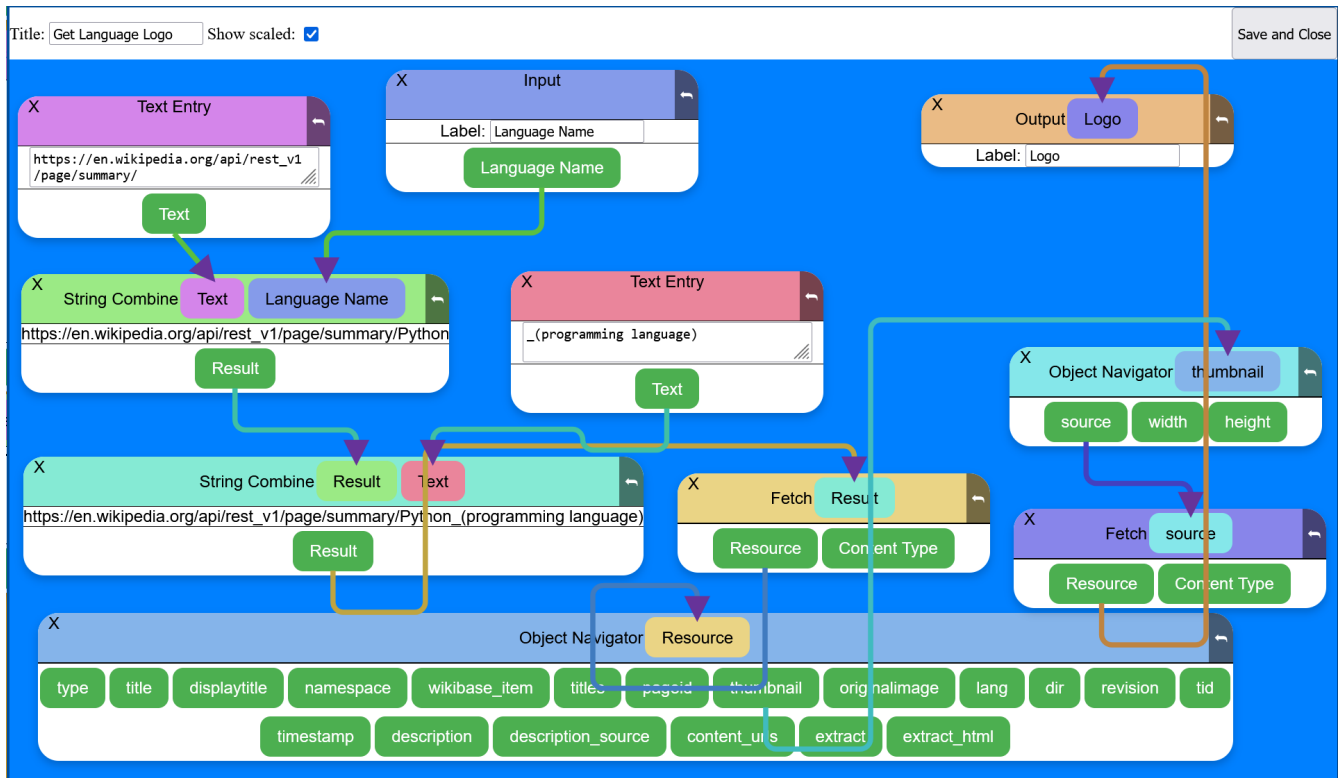 Title: Get Language Logo Show scaled: Save and Close
X Text Entry
https://en.wikipedia.org/api/rest_v1
/page/summary/
Text
X Input
Label: Language Name
Language Name
X Output Logo
Label: Logo
X String Combine Text Language Name
https://en.wikipedia.org/api/rest_v1/page/summary/Python
Result
X Text Entry
_(programming language)
Text
X Object Navigator thumbnail
source width height
X String Combine Result Text
https://en.wikipedia.org/api/rest_v1/page/summary/Python_(programming language)
Result
X Fetch Result
Resource Content Type
X Fetch source
Resource Content Type
X Object Navigator Resource
type title displaytitle namespace wikibase_item titles pageid thumbnail originalimage lang dir revision tid
timestamp description description_source content_urls extract extract_html